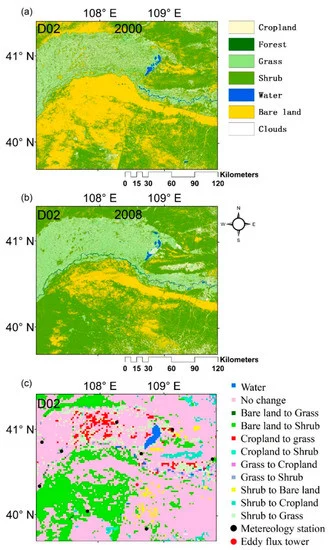 (a)
108° E 109° E
D02 2000
41° N
40° N
Cropland
Forest
Grass
Shrub
Water
Bare land
Clouds
Kilometers
0 15 30 60 90 120
(b)
108° E 109° E
D02 2008
41° N
40° N
N
W E
S
Kilometers
0 15 30 60 90 120
(c)
108° E 109° E
D02
41° N
40° N
Water
No change
Bare land to Grass
Bare land to Shrub
Cropland to grass
Cropland to Shrub
Grass to Cropland
Grass to Shrub
Shrub to Bare land
Shrub to Cropland
Shrub to Grass
Metereology station
Eddy flux tower